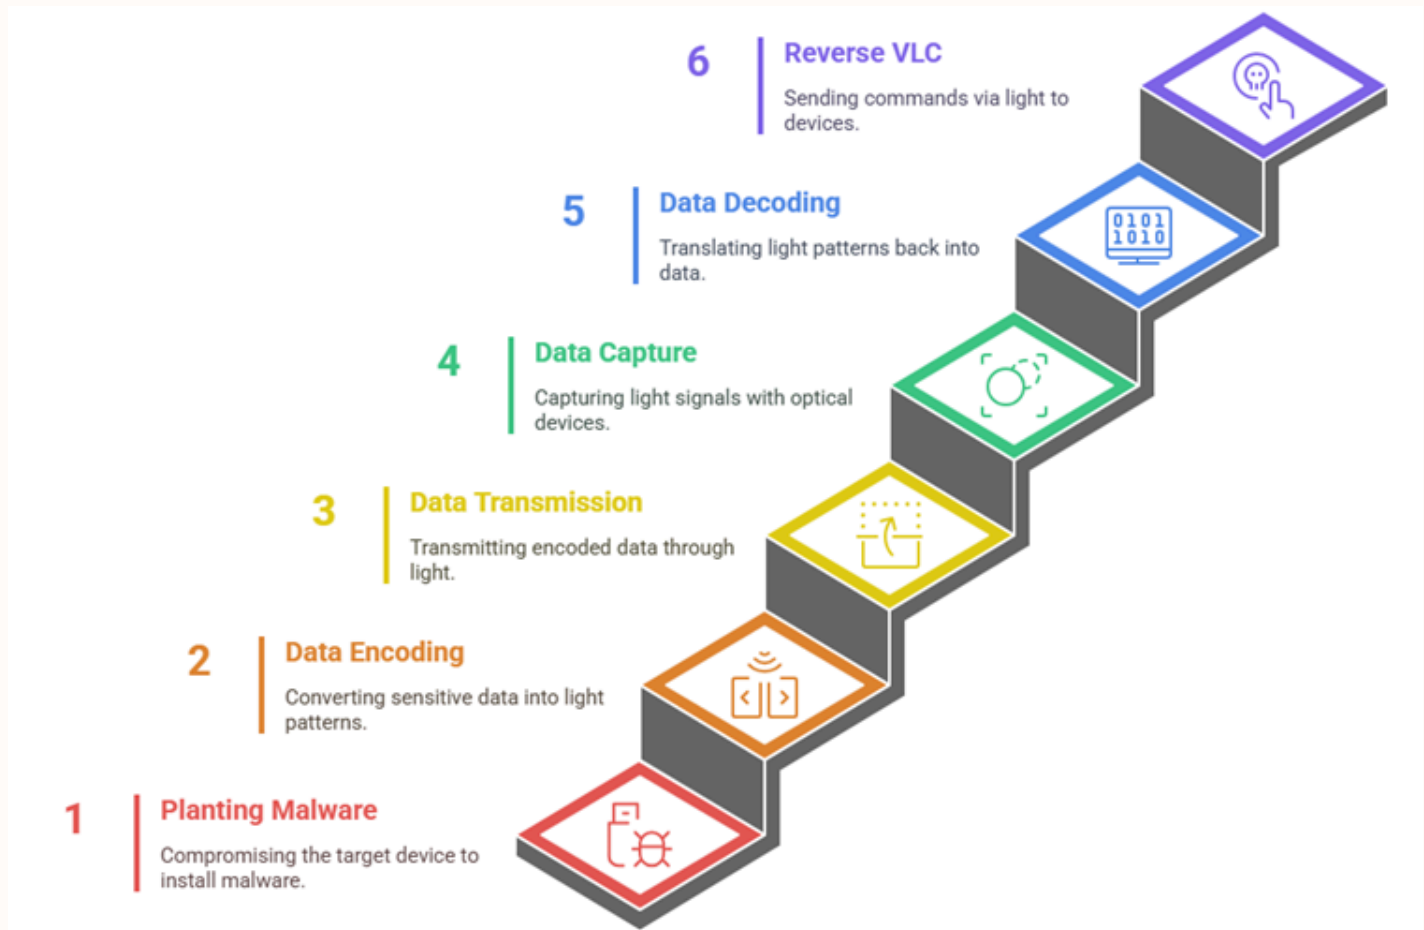 6
Reverse VLC
Sending commands via light to
devices.
5
Data Decoding
Translating light patterns back into
data.
0101
1010
4
Data Capture
Capturing light signals with optical
devices.
3
Data Transmission
Transmitting encoded data through
light.
2
Data Encoding
Converting sensitive data into light
patterns.
1
Planting Malware
Compromising the target device to
install malware.